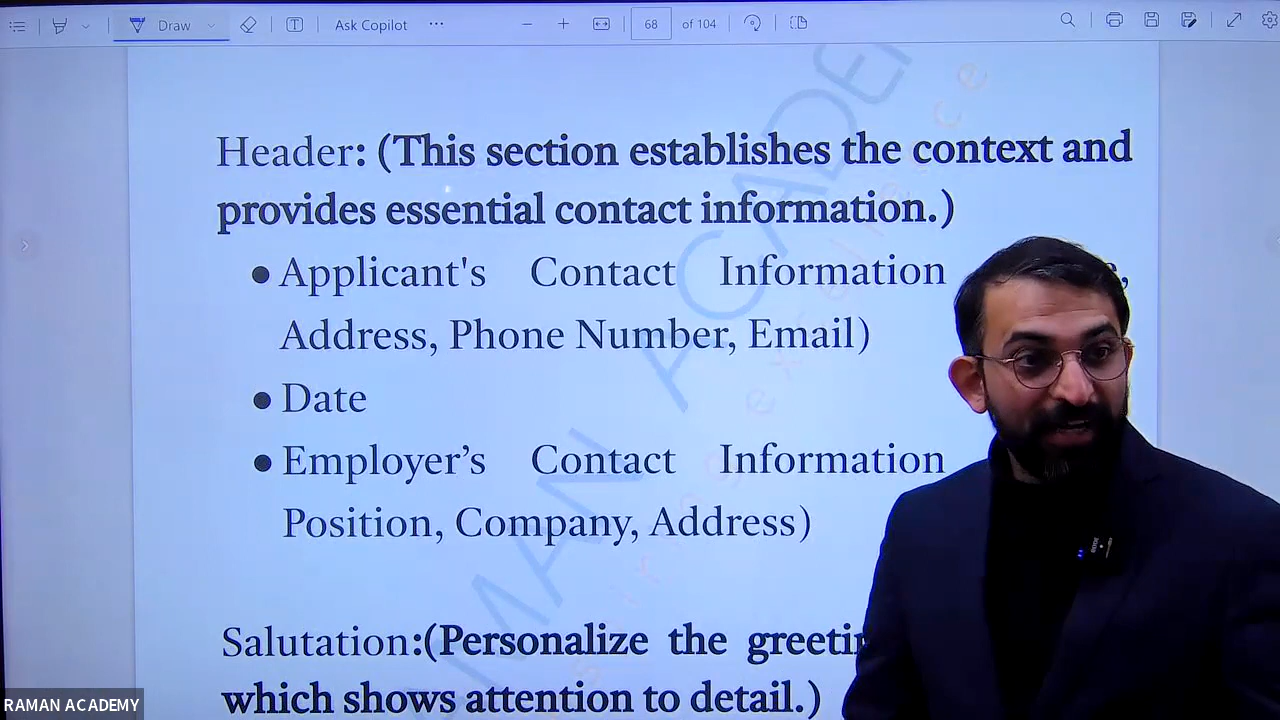 Draw
Ask Copilot
68 of 104
Header: (This section establishes the context and
provides essential contact information.)
● Applicant's Contact Information
Address, Phone Number, Email)
● Date
● Employer’s Contact Information
Position, Company, Address)
Salutation:(Personalize the
which shows attention to detail.)
RAMAN ACADEMY